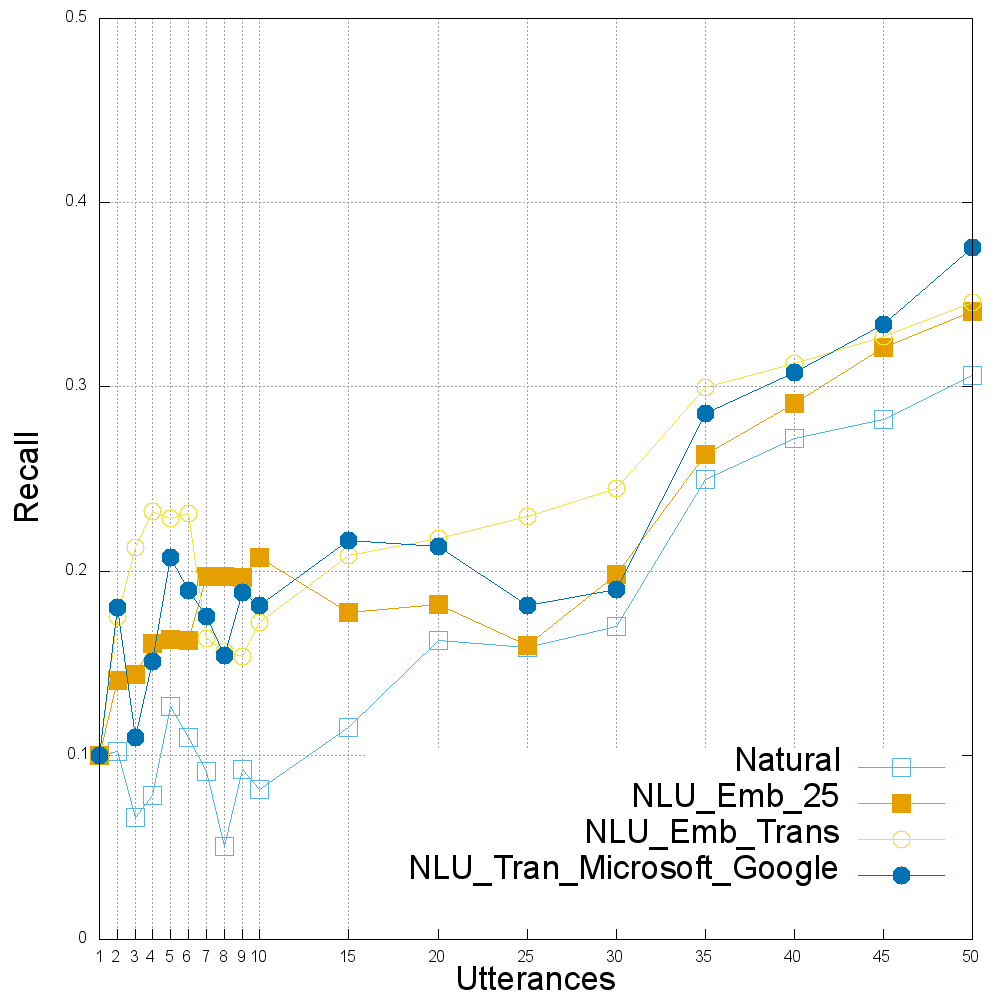 0.5
0.4
0.3
0.2
0.1
0
Recall
Natural
NLU_Emb_25
NLU_Emb_Trans
NLU_Tran_Microsoft_Google
1 2 3 4 5 6 7 8 9 10 15 20 25 30 35 40 45 50
Utterances